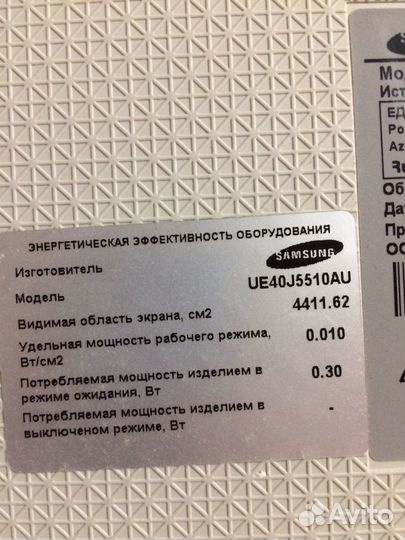 ЭНЕРГЕТИЧЕСКАЯ ЭФФЕКТИВНОСТЬ ОБОРУДОВАНИЯ
Изготовитель SAMSUNG
Модель UE40J5510AU
Видимая область экрана, см2 4411.62
Удельная мощность рабочего режима, 0.010
Вт/см2
Потребляемая мощность изделием в 0.30
режиме ожидания, Вт
Потребляемая мощность изделием в -
выключеном режиме, Вт
Avito